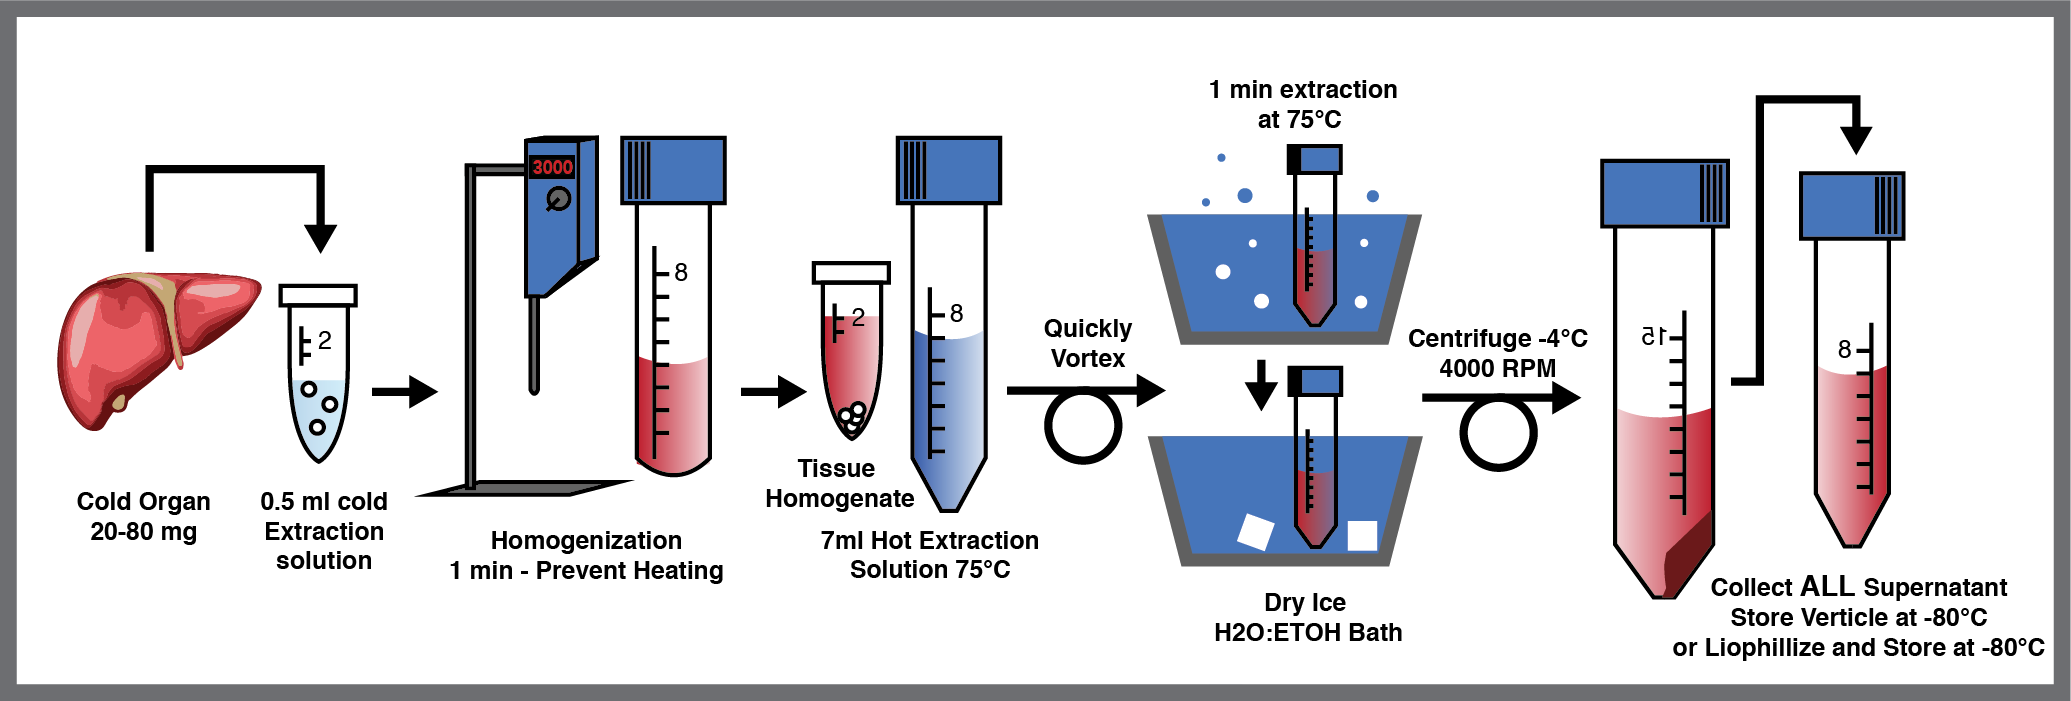 Cold Organ
20-80 mg
2
0.5 ml cold
Extraction
solution
3000
8
Homogenization
1 min - Prevent Heating
2
Tissue
Homogenate
8
7ml Hot Extraction
Solution 75°C
Quickly
Vortex
1 min extraction
at 75°C
Dry Ice
H2O:ETOH Bath
Centrifuge -4°C
4000 RPM
15
8
Collect ALL Supernatant
Store Verticle at -80°C
or Liophillize and Store at -80°C